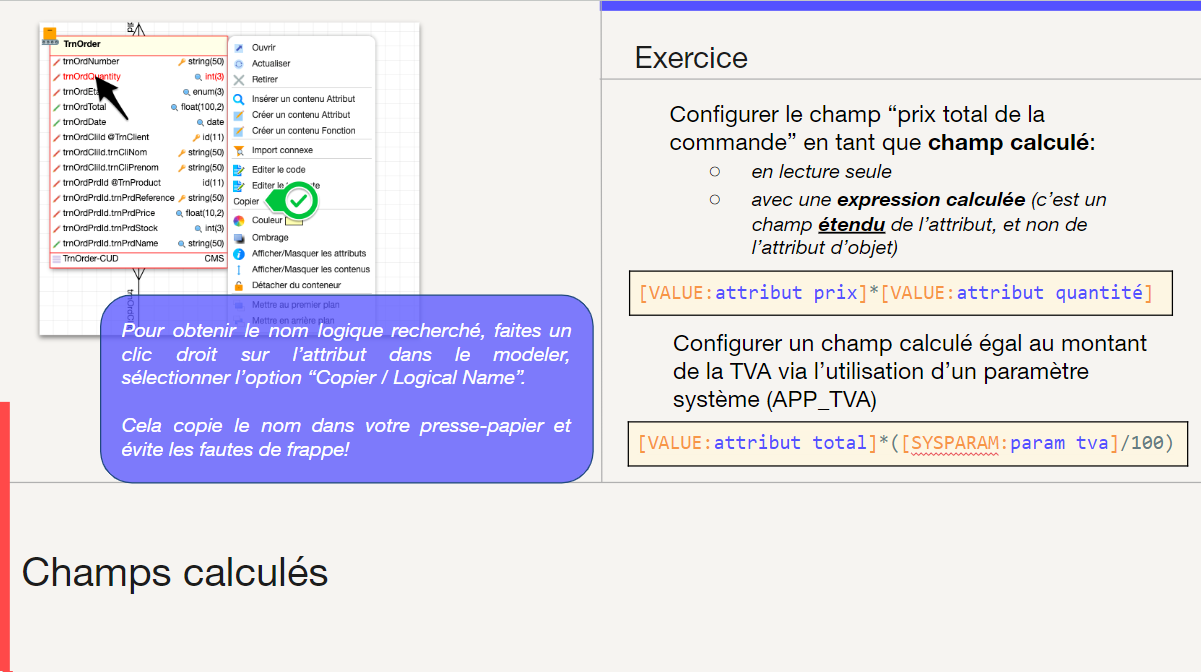 TrnOrder
trnOrdNumber string(50)
trnOrdQuantity int(3)
enum(3)
trnOrdTotal float(100,2)
trnOrdDate date
trnOrdCliId @TrnClient id(11)
trnOrdCliId.trnCliNom string(50)
trnOrdCliId.trnCliPrenom string(50)
trnOrdPrdId @TrnProduct id(11)
trnOrdPrdId.trnPrdReference string(50)
trnOrdPrdId.trnPrdPrice float(10,2)
trnOrdPrdId.trnPrdStock int(3)
trnOrdPrdId.trnPrdName string(50)
TrnOrder-CUD CMS
Ouvrir
Actualiser
Retirer
Insérer un contenu Attribut
Créer un contenu Attribut
Créer un contenu Fonction
Import connexe
Editer le code
Editer le
Copier
Couleur
Ombrage
Afficher/Masquer les attributs
Afficher/Masquer les contenus
Détacher du conteneur
Mettre au premier plan
Mettre en arrière plan
Pour obtenir le nom logique recherché, faites un
clic droit sur l’attribut dans le modeler,
sélectionner l’option “Copier / Logical Name”.
Cela copie le nom dans votre presse-papier et
évite les fautes de frappe!
Exercice
Configurer le champ “prix total de la
commande” en tant que champ calculé:
○ en lecture seule
○ avec une expression calculée (c’est un
champ étendu de l’attribut, et non de
l’attribut d’objet)
[VALUE:attribut prix]*[VALUE:attribut quantité]
Configurer un champ calculé égal au montant
de la TVA via l’utilisation d’un paramètre
système (APP_TVA)
[VALUE:attribut total]*([SYSPARAM:param tva]/100)
Champs calculés